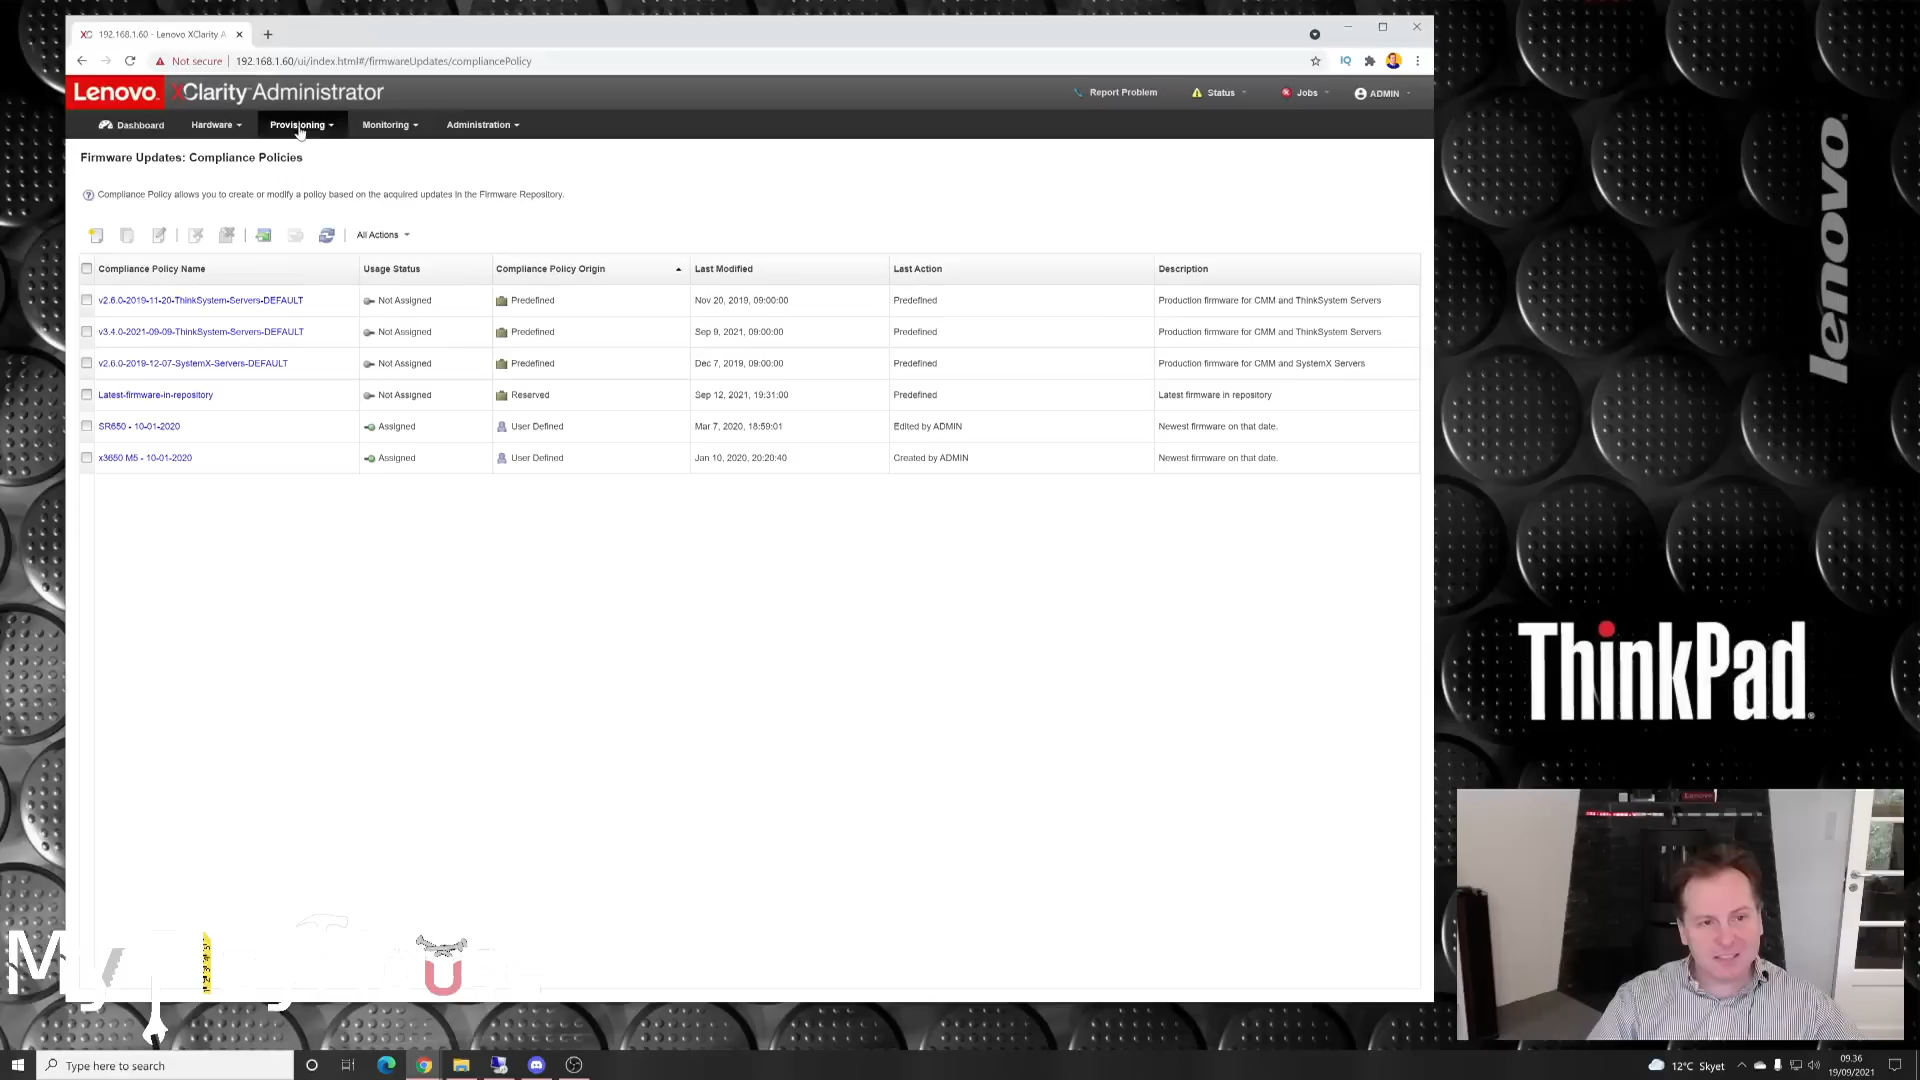 192.168.1.60 - Lenovo XClarity A
Not secure | 192.168.1.60/ui/index.html#/firmwareUpdates/compliancePolicy
IQ
Lenovo. XClarity Administrator
Report Problem
Status
Jobs
ADMIN
Dashboard
Hardware
Provisioning
Monitoring
Administration
Firmware Updates: Compliance Policies
Compliance Policy allows you to create or modify a policy based on the acquired updates in the Firmware Repository.
All Actions
Compliance Policy Name Usage Status Compliance Policy Origin Last Modified Last Action Description
v2.6.0-2019-11-20-ThinkSystem-Servers-DEFAULT Not Assigned Predefined Nov 20, 2019, 09:00:00 Predefined Production firmware for CMM and ThinkSystem Servers
v3.4.0-2021-09-09-ThinkSystem-Servers-DEFAULT Not Assigned Predefined Sep 9, 2021, 09:00:00 Predefined Production firmware for CMM and ThinkSystem Servers
v2.6.0-2019-12-07-SystemX-Servers-DEFAULT Not Assigned Predefined Dec 7, 2019, 09:00:00 Predefined Production firmware for CMM and SystemX Servers
Latest-firmware-in-repository Not Assigned Reserved Sep 12, 2021, 19:31:00 Predefined Latest firmware in repository
SR650 - 10-01-2020 Assigned User Defined Mar 7, 2020, 18:59:01 Edited by ADMIN Newest firmware on that date.
x3650 M5 - 10-01-2020 Assigned User Defined Jan 10, 2020, 20:20:40 Created by ADMIN Newest firmware on that date.
lenovo
ThinkPad
Lenovo
My
Type here to search
12°C Skyet
09.36
19/09/2021